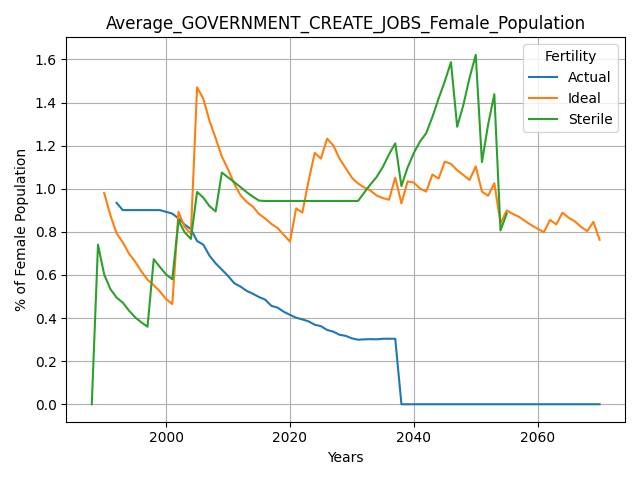 Average_GOVERNMENT_CREATE_JOBS_Female_Population
Fertility
Actual
Ideal
Sterile
% of Female Population
1.6
1.4
1.2
1.0
0.8
0.6
0.4
0.2
0.0
2000 2020 2040 2060
Years